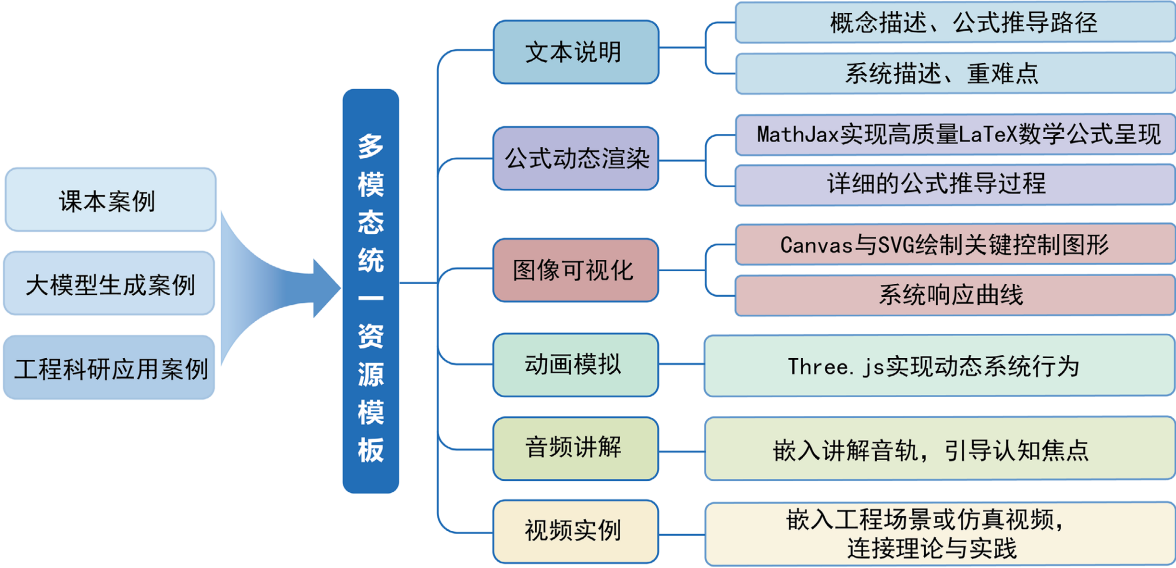 课本案例
大模型生成案例
工程科研应用案例
多模态统一资源模板
文本说明
概念描述、公式推导路径
系统描述、重难点
公式动态渲染
MathJax实现高质量LaTeX数学公式呈现
详细的公式推导过程
图像可视化
Canvas与SVG绘制关键控制图形
系统响应曲线
动画模拟
Three.js实现动态系统行为
音频讲解
嵌入讲解音轨，引导认知焦点
视频实例
嵌入工程场景或仿真视频，
连接理论与实践